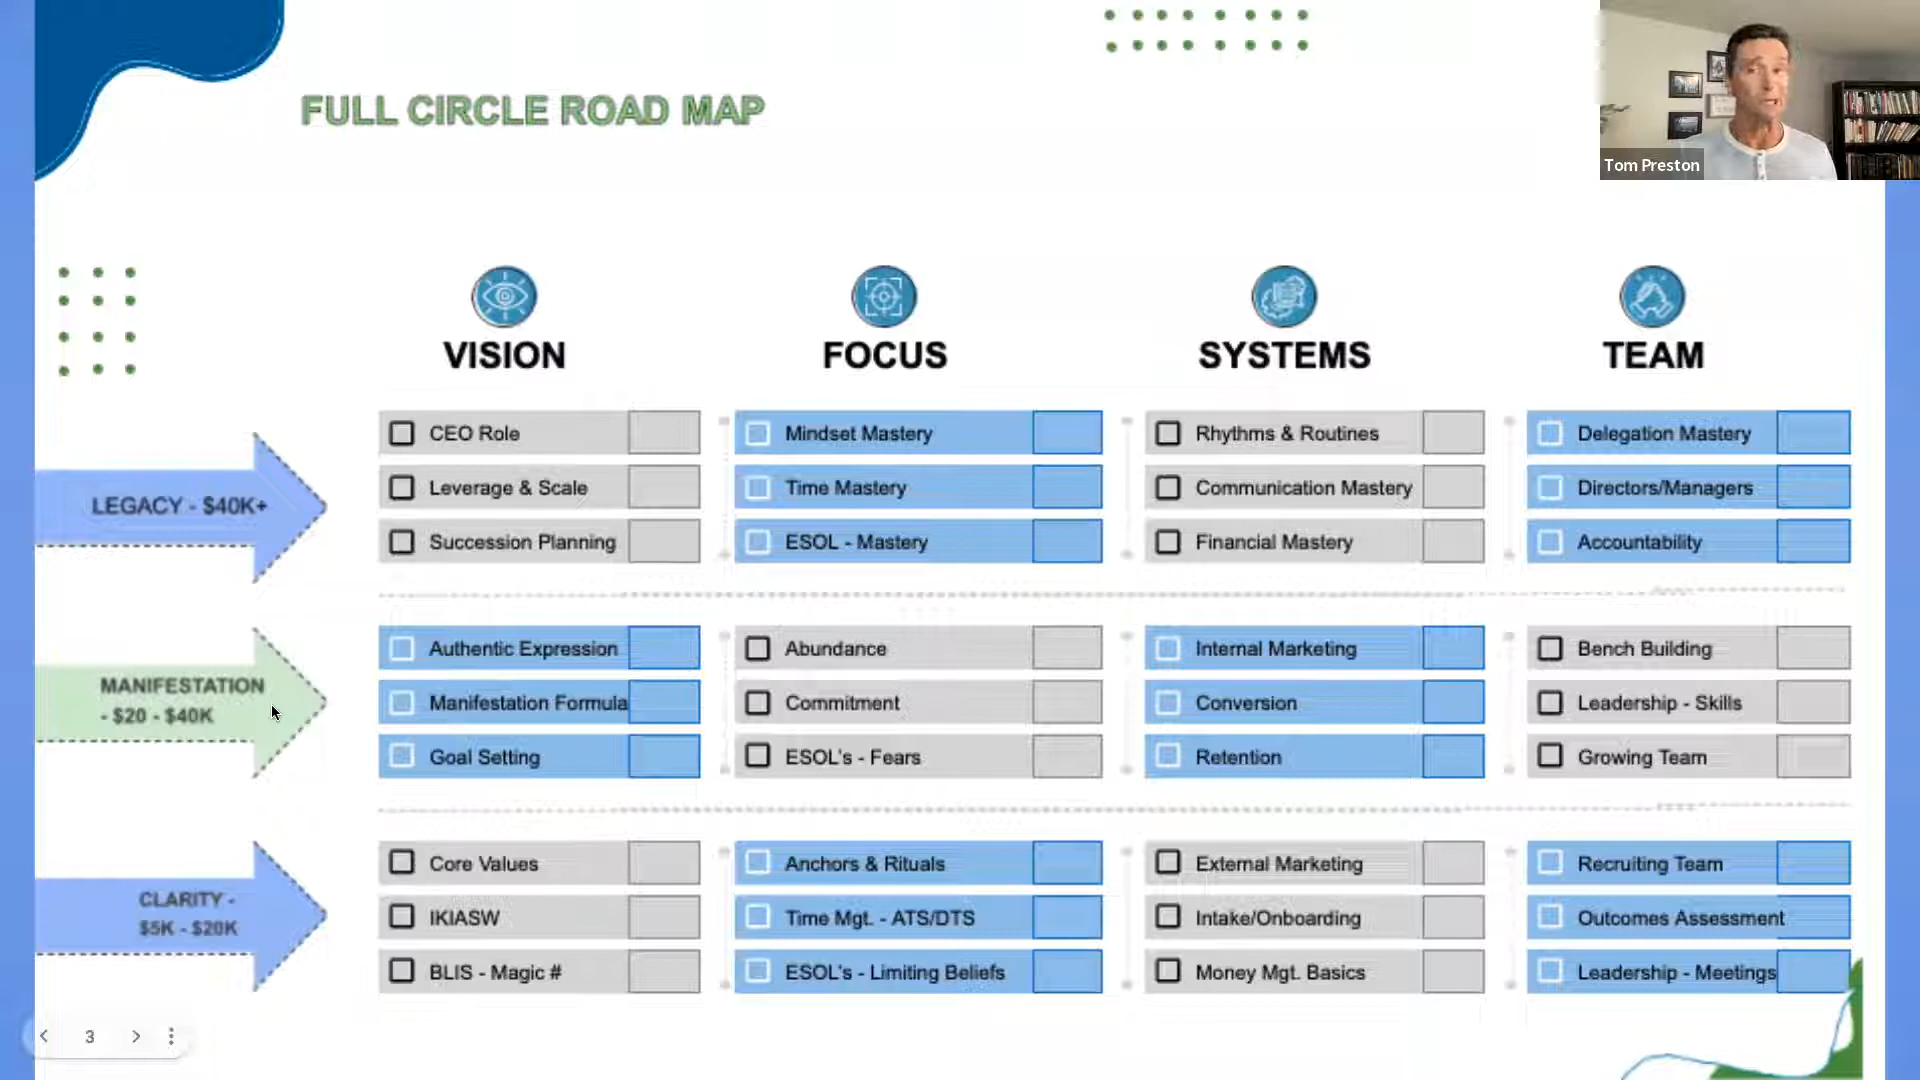 FULL CIRCLE ROAD MAP
Tom Preston
VISION
FOCUS
SYSTEMS
TEAM
LEGACY - $40K+
CEO Role
Mindset Mastery
Rhythms & Routines
Delegation Mastery
Leverage & Scale
Time Mastery
Communication Mastery
Directors/Managers
Succession Planning
ESOL - Mastery
Financial Mastery
Accountability
MANIFESTATION
- $20 - $40K
Authentic Expression
Abundance
Internal Marketing
Bench Building
Manifestation Formula
Commitment
Conversion
Leadership - Skills
Goal Setting
ESOL's - Fears
Retention
Growing Team
CLARITY -
$5K - $20K
Core Values
Anchors & Rituals
External Marketing
Recruiting Team
IKIASW
Time Mgt. - ATS/DTS
Intake/Onboarding
Outcomes Assessment
BLIS - Magic #
ESOL's - Limiting Beliefs
Money Mgt. Basics
Leadership - Meetings
3